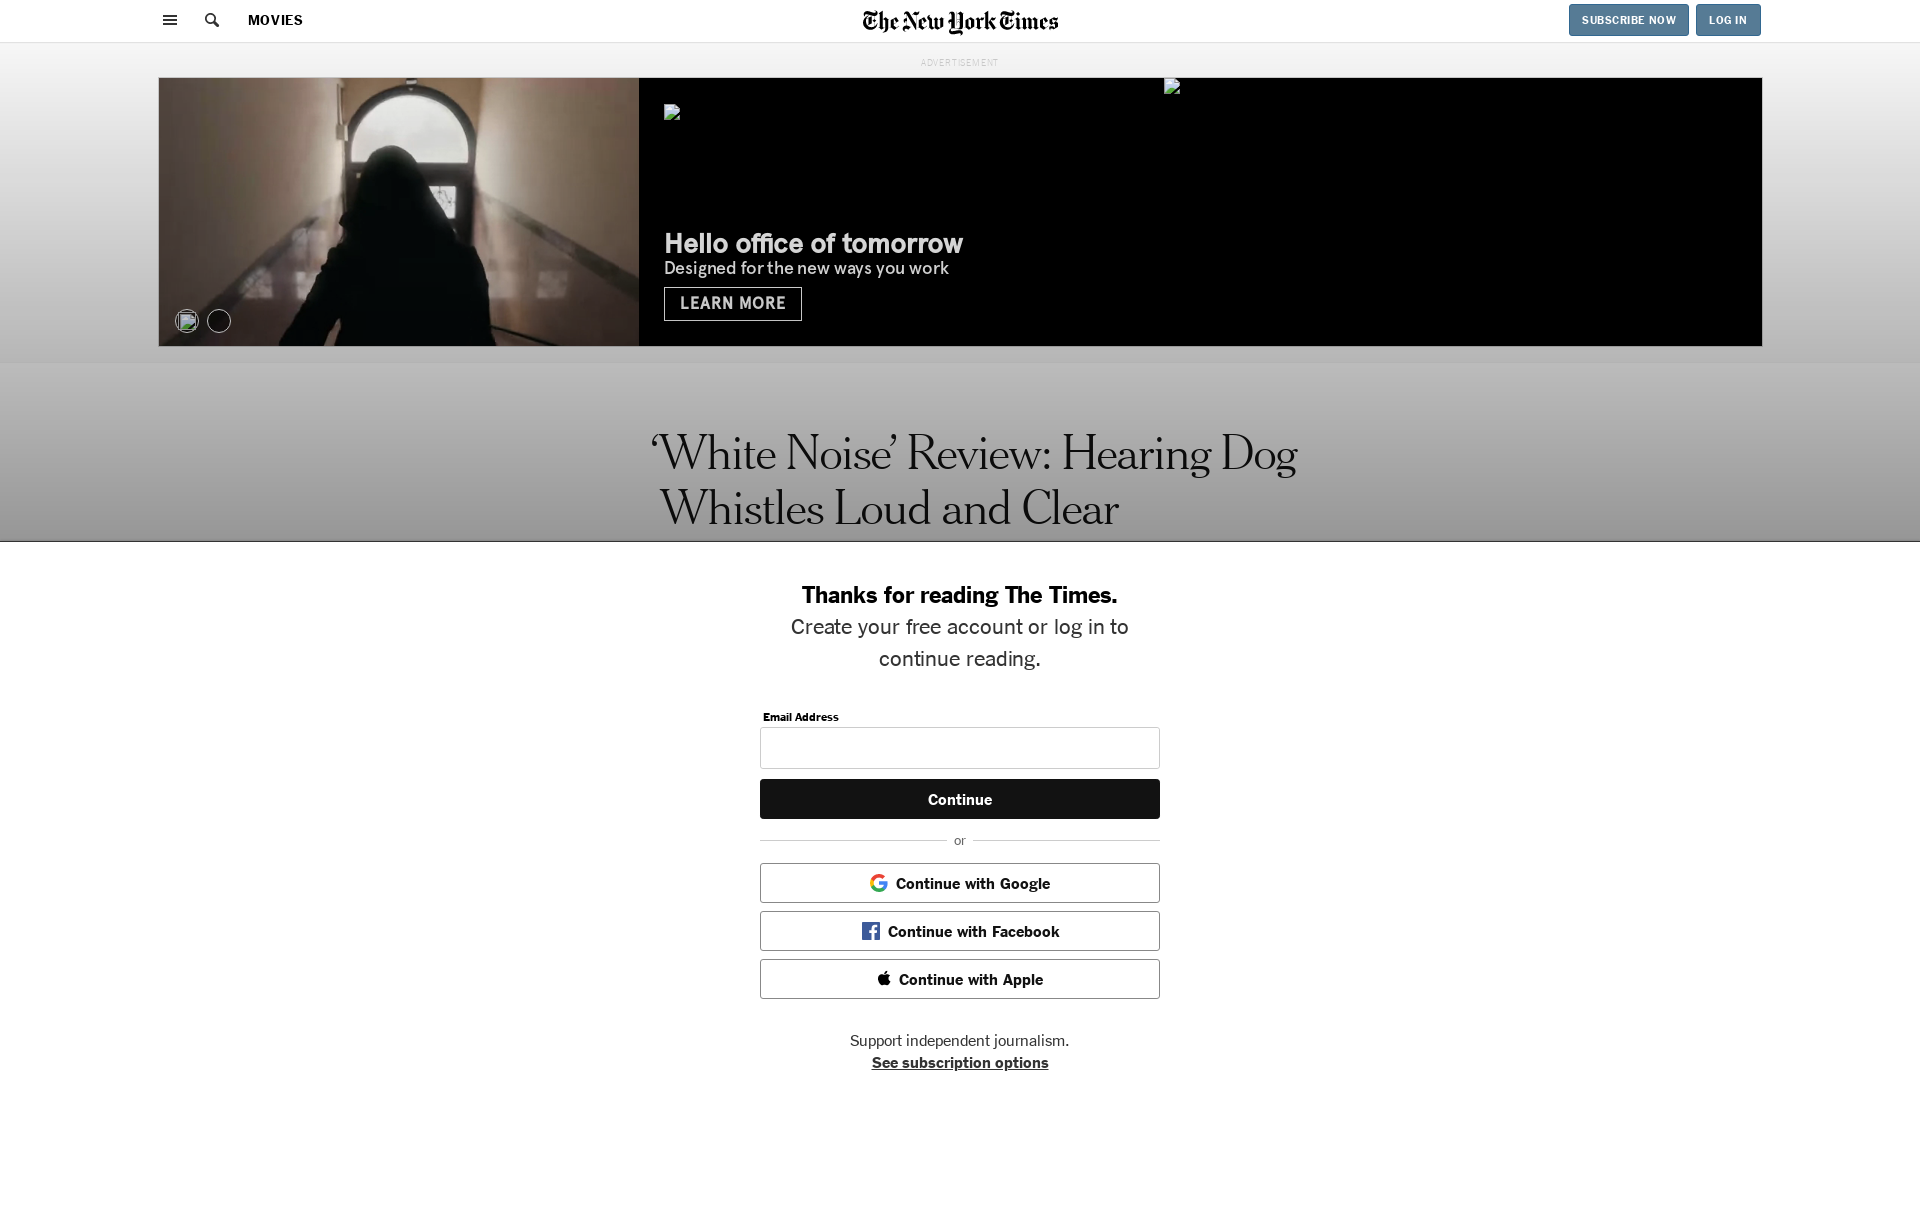 MOVIES
The New York Times
SUBSCRIBE NOW
LOG IN
ADVERTISEMENT
Hello office of tomorrow
Designed for the new ways you work
LEARN MORE
‘White Noise’ Review: Hearing Dog
Whistles Loud and Clear
Thanks for reading The Times.
Create your free account or log in to
continue reading.
Email Address
Continue
or
Continue with Google
Continue with Facebook
Continue with Apple
Support independent journalism.
See subscription options